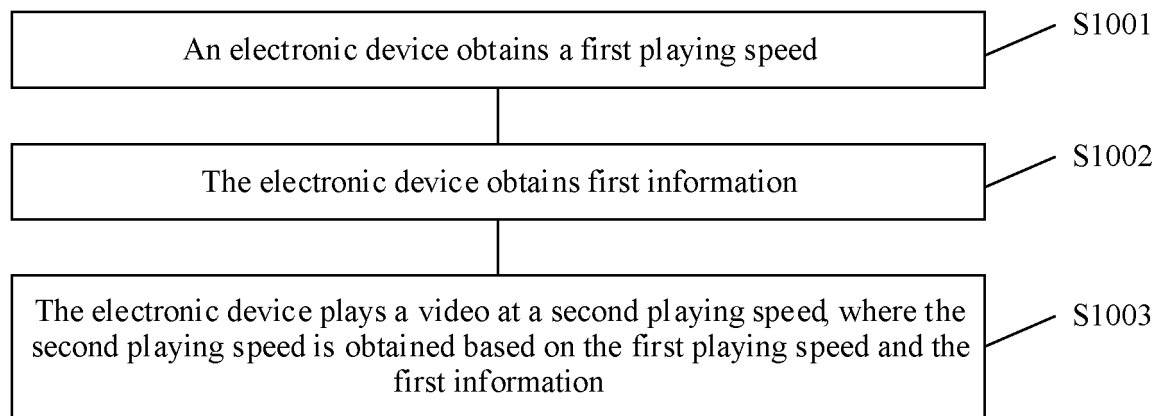 An electronic device obtains a first playing speed
S1001
The electronic device obtains first information
S1002
The electronic device plays a video at a second playing speed, where the
second playing speed is obtained based on the first playing speed and the
first information
S1003